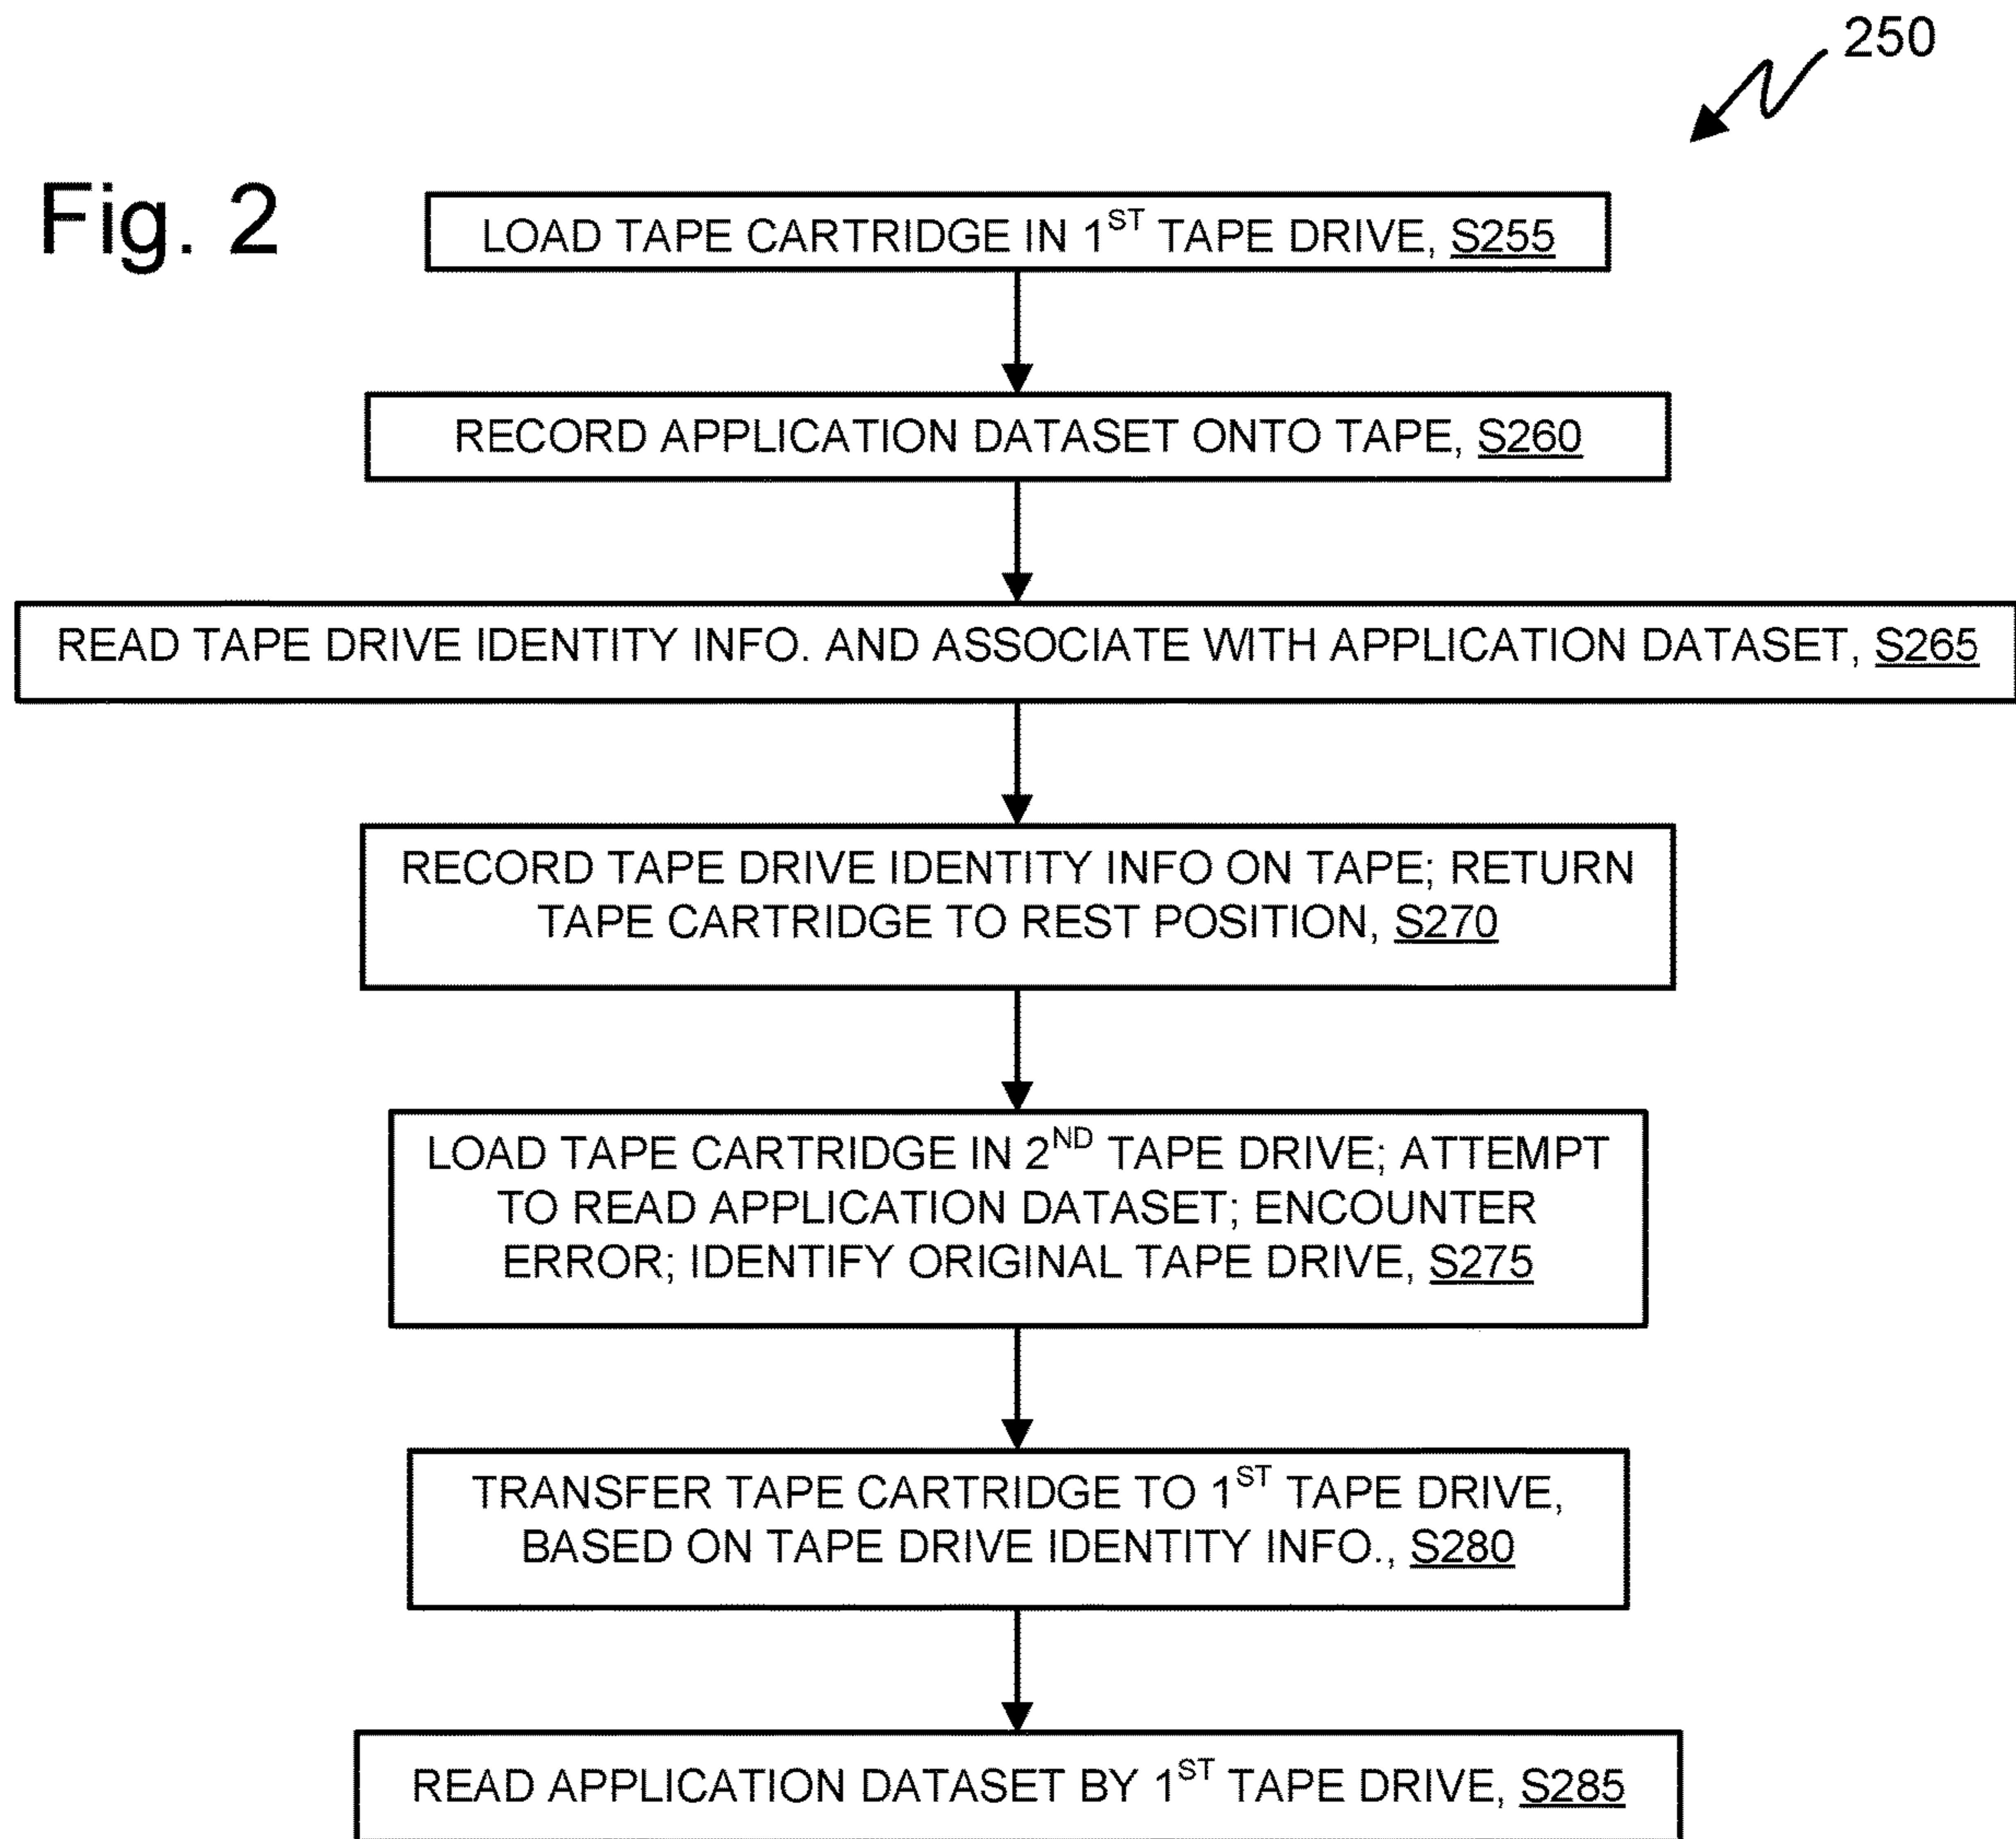 250
Fig. 2
LOAD TAPE CARTRIDGE IN 1ST TAPE DRIVE, S255
RECORD APPLICATION DATASET ONTO TAPE, S260
READ TAPE DRIVE IDENTITY INFO. AND ASSOCIATE WITH APPLICATION DATASET, S265
RECORD TAPE DRIVE IDENTITY INFO ON TAPE; RETURN
TAPE CARTRIDGE TO REST POSITION, S270
LOAD TAPE CARTRIDGE IN 2ND TAPE DRIVE; ATTEMPT
TO READ APPLICATION DATASET; ENCOUNTER
ERROR; IDENTIFY ORIGINAL TAPE DRIVE, S275
TRANSFER TAPE CARTRIDGE TO 1ST TAPE DRIVE,
BASED ON TAPE DRIVE IDENTITY INFO., S280
READ APPLICATION DATASET BY 1ST TAPE DRIVE, S285